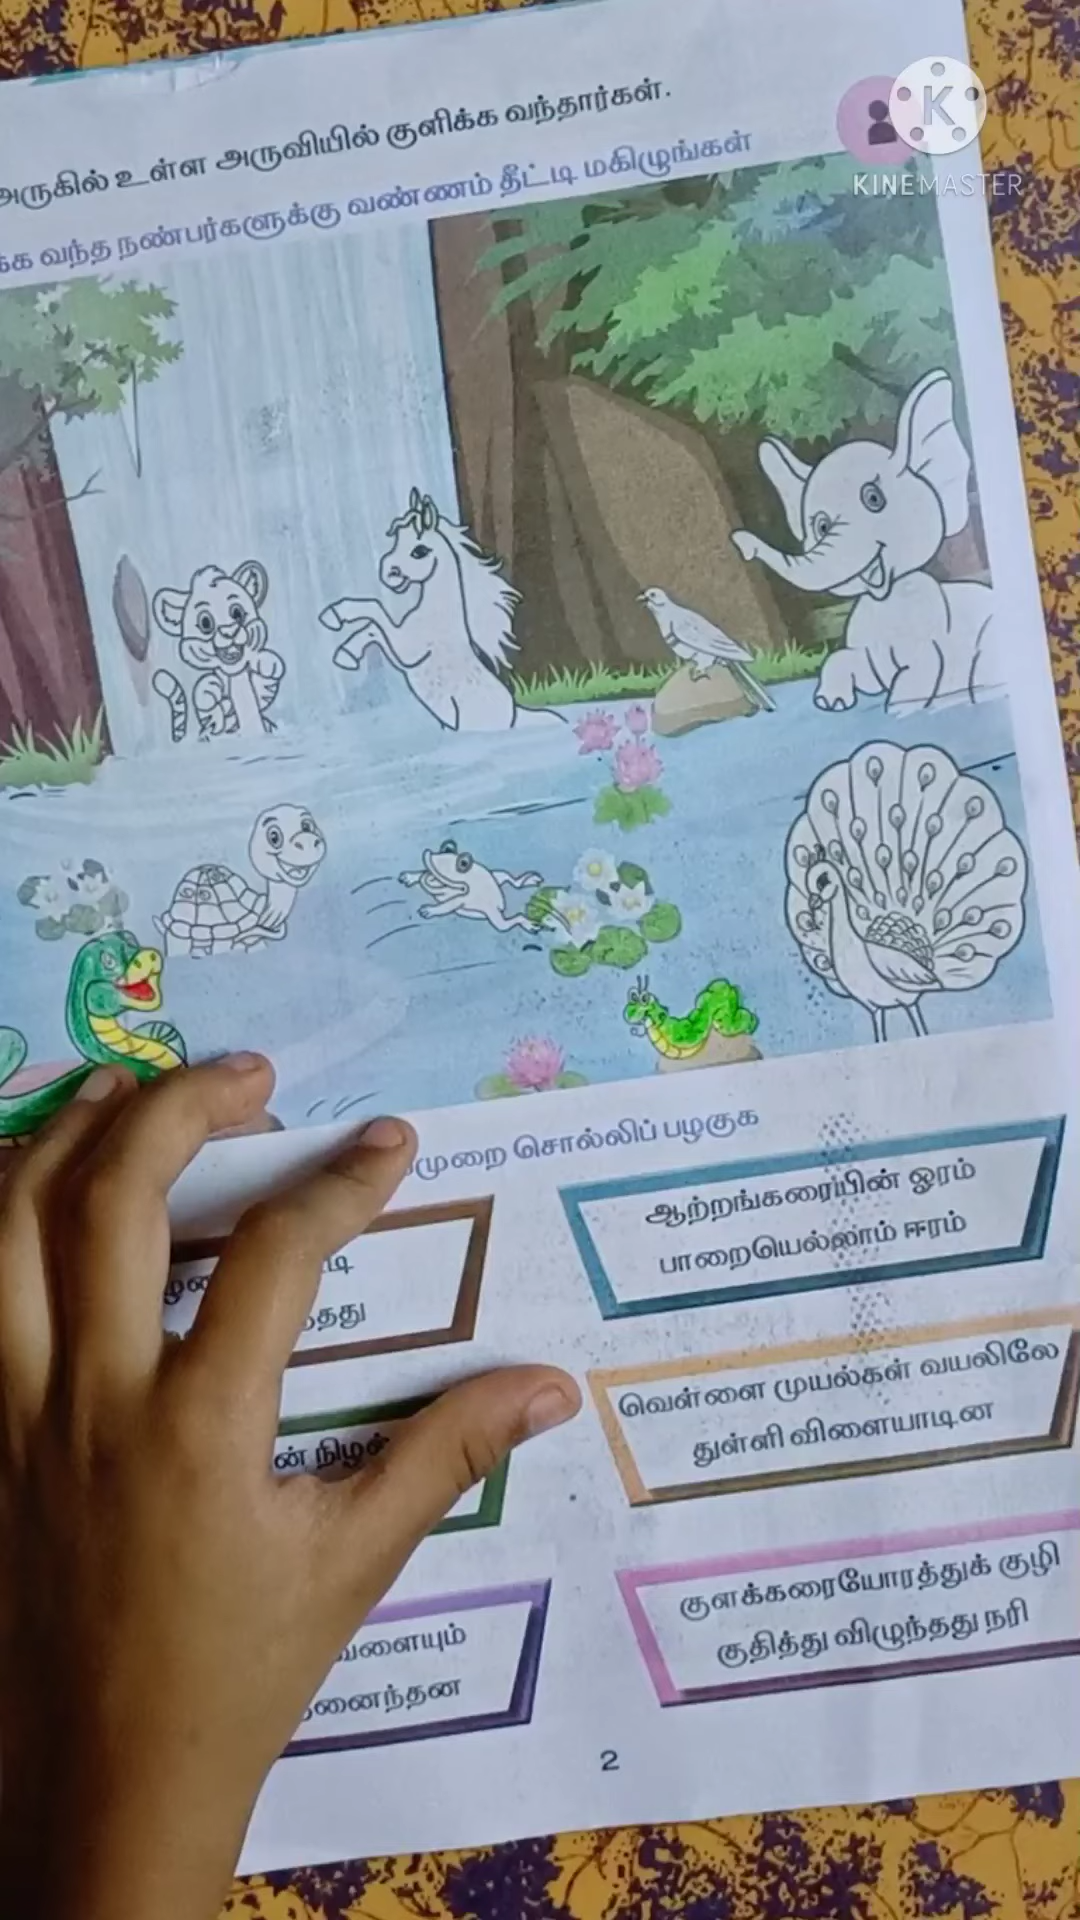 அருகில் உள்ள அருவியில் குளிக்க வந்தார்கள்.
வந்த நண்பர்களுக்கு வண்ணம் தீட்டி மகிழுங்கள்
KINEMASTER
சொல்லிப் பழகுக
ஆற்றங்கரையின் ஓரம்
பாறையெல்லாம் ஈரம்
வெள்ளை முயல்கள் வயலிலே
துள்ளி விளையாடின
நிழல்
குளக்கரையோரத்துக் குழி
குதித்து விழுந்தது நரி
2